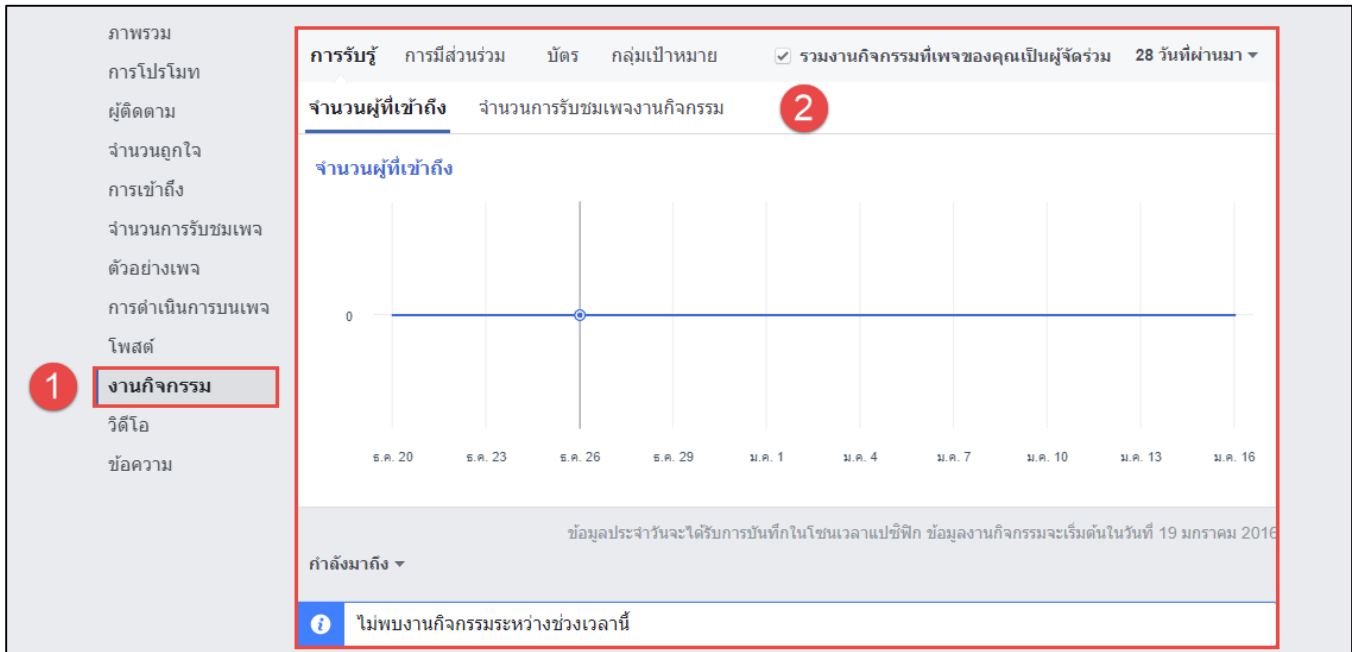 ภาพรวม
การโปรโมท
ผู้ติดตาม
จำนวนถูกใจ
การเข้าถึง
จำนวนการรับชมเพจ
ตัวอย่างเพจ
การดำเนินการบนเพจ
โพสต์
1 งานกิจกรรม
วิดีโอ
ข้อความ
การรับรู้ การมีส่วนร่วม บัตร กลุ่มเป้าหมาย รวมงานกิจกรรมที่เพจของคุณเป็นผู้จัดร่วม 28 วันที่ผ่านมา
จำนวนผู้ที่เข้าถึง จำนวนการรับชมเพจงานกิจกรรม 2
จำนวนผู้ที่เข้าถึง
0
ธ.ค. 20 ธ.ค. 23 ธ.ค. 26 ธ.ค. 29 ม.ค. 1 ม.ค. 4 ม.ค. 7 ม.ค. 10 ม.ค. 13 ม.ค. 16
ข้อมูลประจำวันจะได้รับการบันทึกในโซนเวลาแปซิฟิก ข้อมูลงานกิจกรรมจะเริ่มต้นในวันที่ 19 มกราคม 2016
กำลังมาถึง
ไม่พบงานกิจกรรมระหว่างช่วงเวลานี้